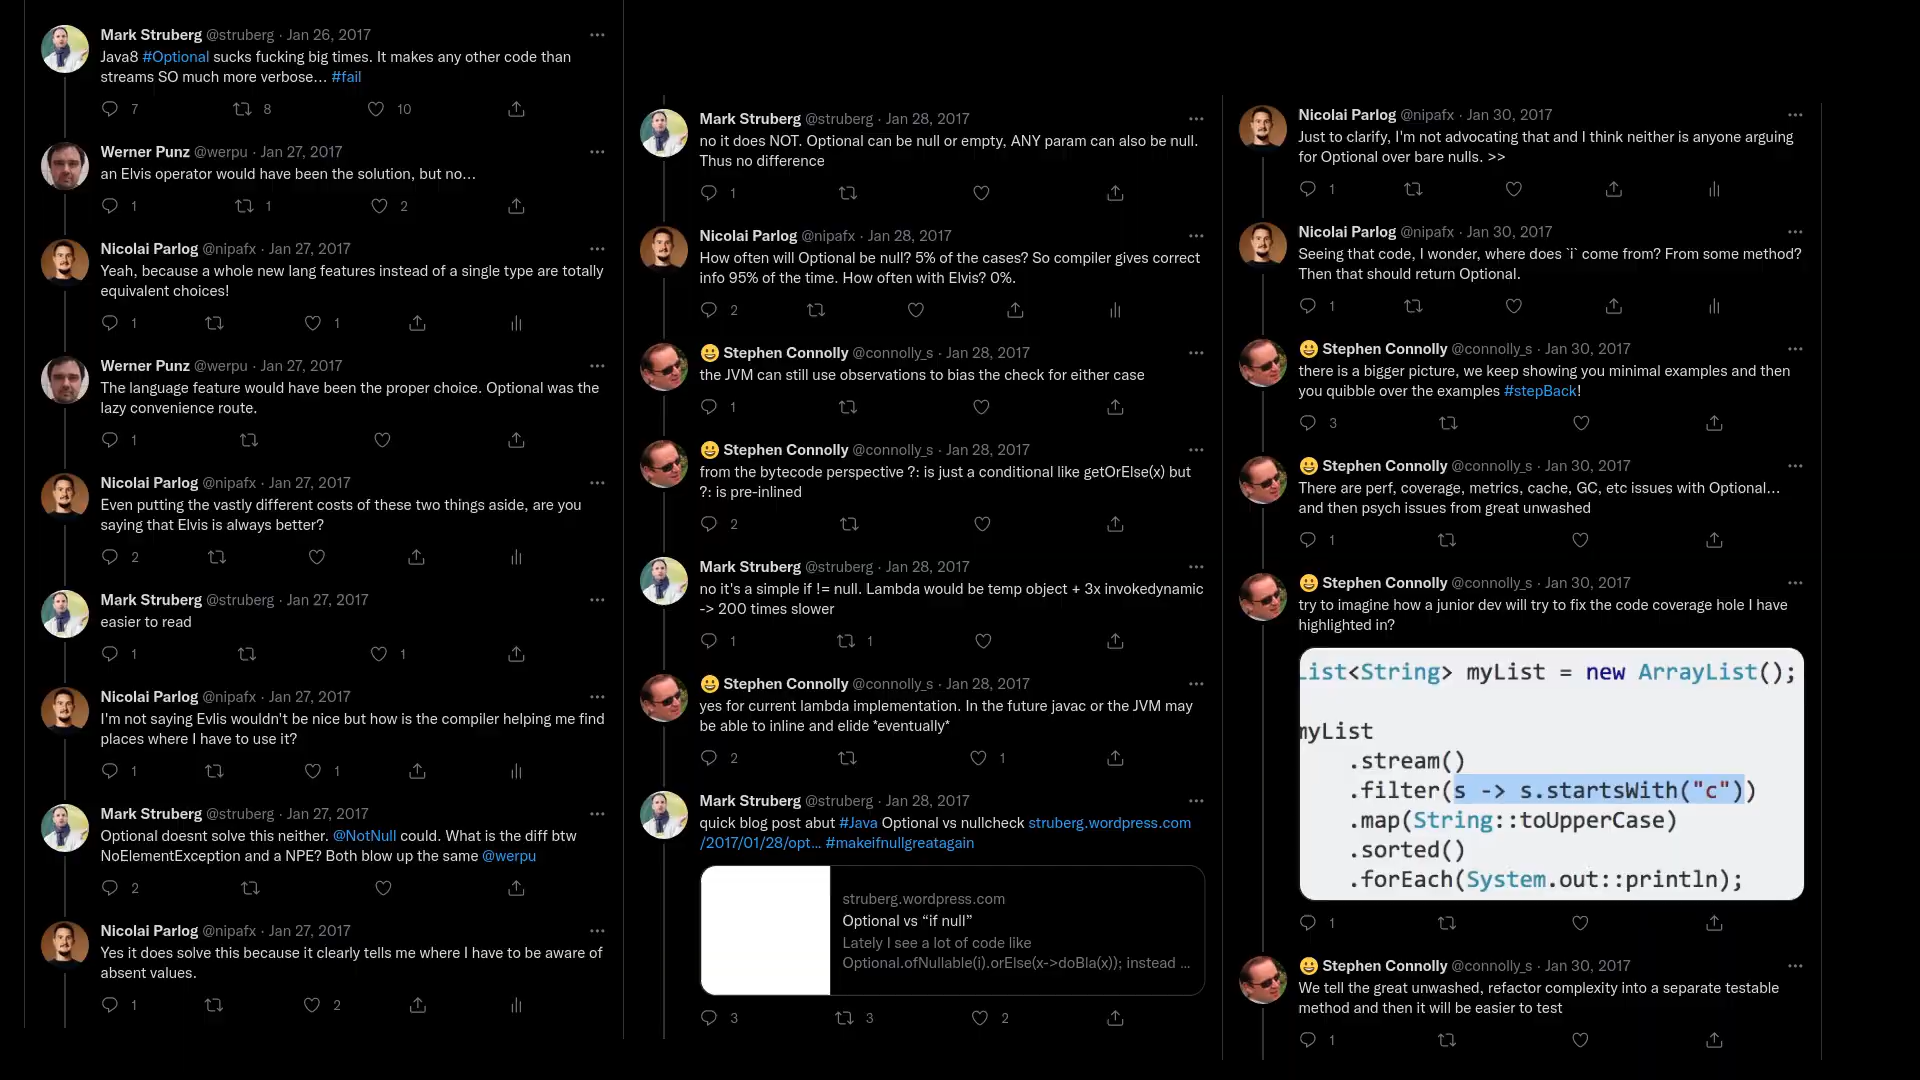 Mark Struberg @struberg · Jan 26, 2017
Java8 #Optional sucks fucking big times. It makes any other code than
streams SO much more verbose… #fail
7 8 10
Werner Punz @werpu · Jan 27, 2017
an Elvis operator would have been the solution, but no…
1 1 2
Nicolai Parlog @nipafx · Jan 27, 2017
Yeah, because a whole new lang features instead of a single type are totally
equivalent choices!
1 1
Werner Punz @werpu · Jan 27, 2017
The language feature would have been the proper choice. Optional was the
lazy convenience route.
1
Nicolai Parlog @nipafx · Jan 27, 2017
Even putting the vastly different costs of these two things aside, are you
saying that Elvis is always better?
2
Mark Struberg @struberg · Jan 27, 2017
easier to read
1 1
Nicolai Parlog @nipafx · Jan 27, 2017
I'm not saying Evlis wouldn't be nice but how is the compiler helping me find
places where I have to use it?
1 1
Mark Struberg @struberg · Jan 27, 2017
Optional doesnt solve this neither. @NotNull could. What is the diff btw
NoElementException and a NPE? Both blow up the same @werpu
2
Nicolai Parlog @nipafx · Jan 27, 2017
Yes it does solve this because it clearly tells me where I have to be aware of
absent values.
1 2
Mark Struberg @struberg · Jan 28, 2017
no it does NOT. Optional can be null or empty, ANY param can also be null.
Thus no difference
1
Nicolai Parlog @nipafx · Jan 28, 2017
How often will Optional be null? 5% of the cases? So compiler gives correct
info 95% of the time. How often with Elvis? 0%.
2
😀 Stephen Connolly @connolly_s · Jan 28, 2017
the JVM can still use observations to bias the check for either case
1
😀 Stephen Connolly @connolly_s · Jan 28, 2017
from the bytecode perspective ?: is just a conditional like getOrElse(x) but
?: is pre-inlined
2
Mark Struberg @struberg · Jan 28, 2017
no it's a simple if != null. Lambda would be temp object + 3x invokedynamic
-> 200 times slower
1 1
😀 Stephen Connolly @connolly_s · Jan 28, 2017
yes for current lambda implementation. In the future javac or the JVM may
be able to inline and elide *eventually*
2 1
Mark Struberg @struberg · Jan 28, 2017
quick blog post abut #Java Optional vs nullcheck struberg.wordpress.com
/2017/01/28/opt… #makeifnullgreatagain
struberg.wordpress.com
Optional vs “if null”
Lately I see a lot of code like
Optional.ofNullable(i).orElse(x->doBla(x)); instead ...
3 3 2
Nicolai Parlog @nipafx · Jan 30, 2017
Just to clarify, I'm not advocating that and I think neither is anyone arguing
for Optional over bare nulls. >>
1
Nicolai Parlog @nipafx · Jan 30, 2017
Seeing that code, I wonder, where does `i` come from? From some method?
Then that should return Optional.
1
😀 Stephen Connolly @connolly_s · Jan 30, 2017
there is a bigger picture, we keep showing you minimal examples and then
you quibble over the examples #stepBack!
3
😀 Stephen Connolly @connolly_s · Jan 30, 2017
There are perf, coverage, metrics, cache, GC, etc issues with Optional…
and then psych issues from great unwashed
1
😀 Stephen Connolly @connolly_s · Jan 30, 2017
try to imagine how a junior dev will try to fix the code coverage hole I have
highlighted in?
List<String> myList = new ArrayList();
myList
.stream()
.filter(s -> s.startsWith("c"))
.map(String::toUpperCase)
.sorted()
.forEach(System.out::println);
1
😀 Stephen Connolly @connolly_s · Jan 30, 2017
We tell the great unwashed, refactor complexity into a separate testable
method and then it will be easier to test
1